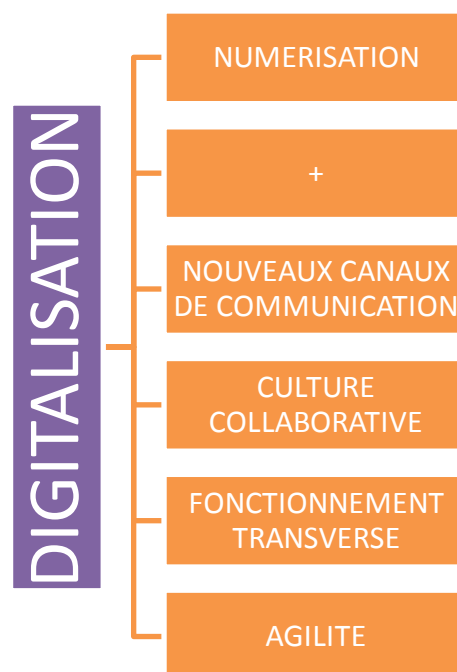 DIGITALISATION
NUMERISATION
+
NOUVEAUX CANAUX
DE COMMUNICATION
CULTURE
COLLABORATIVE
FONCTIONNEMENT
TRANSVERSE
AGILITE